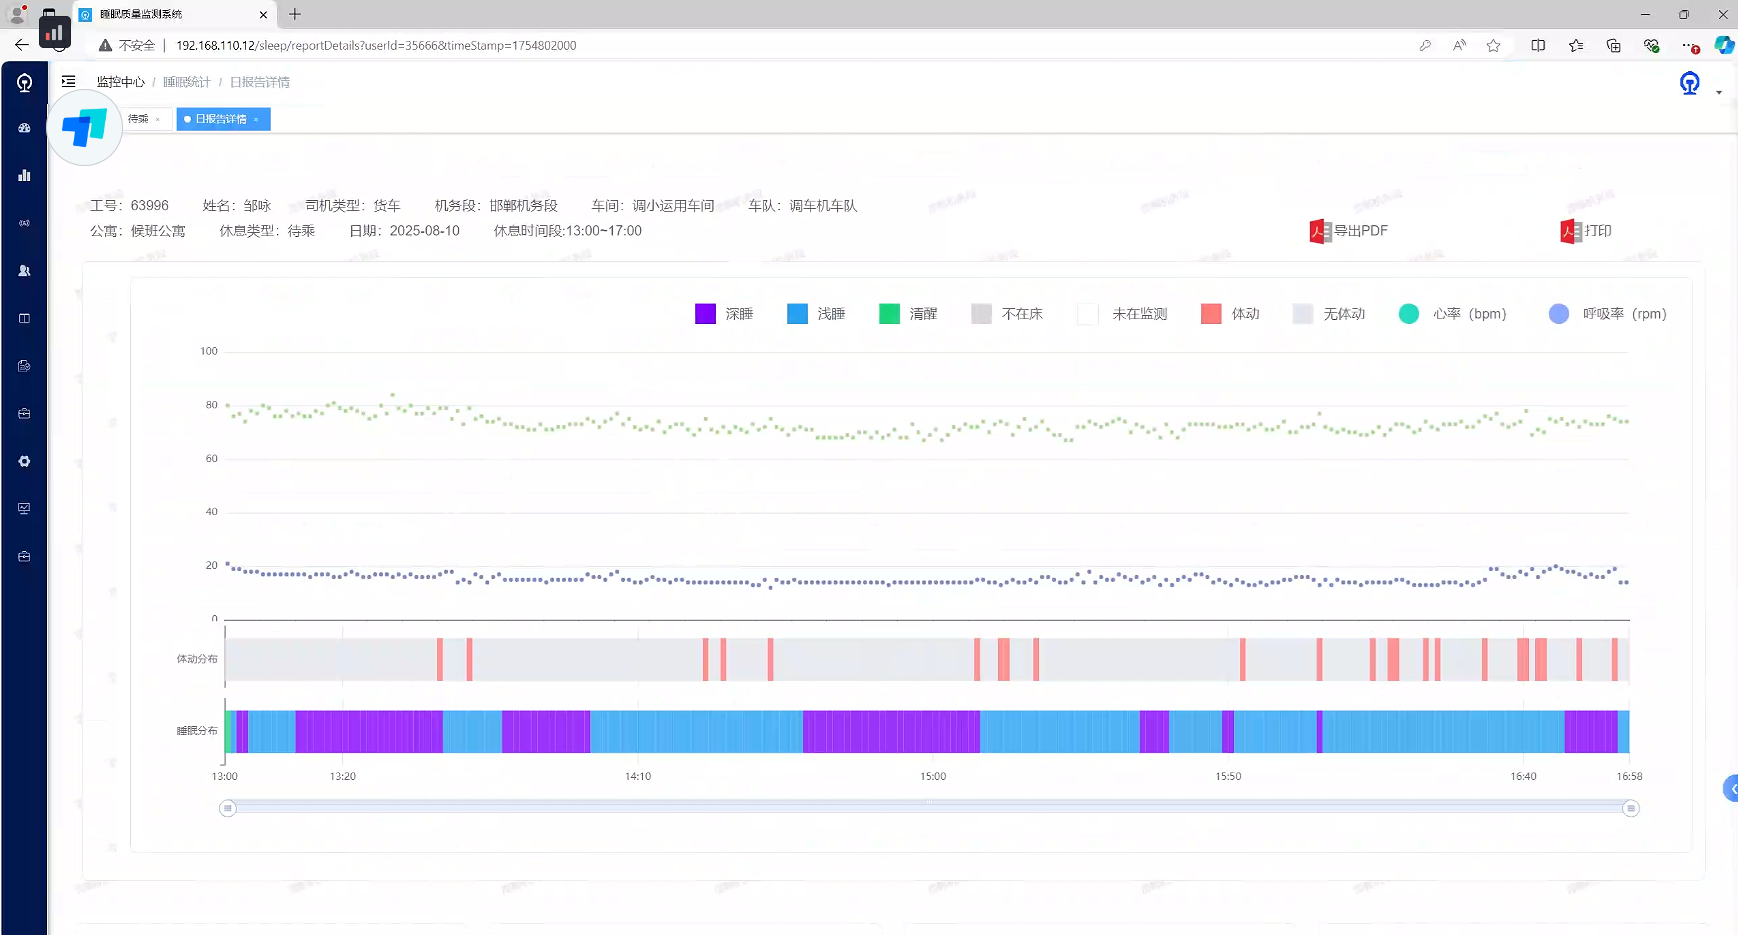 睡眠质量监测系统
不安全 192.168.110.12/sleep/reportDetails?userId=35666&timeStamp=1754802000
监控中心 / 睡眠统计 / 日报告详情
待乘
日报告详情
工号：63996 姓名：邹咏 司机类型：货车 机务段：邯郸机务段 车间：调小运用车间 车队：调车机车队
公寓：候班公寓 休息类型：待乘 日期：2025-08-10 休息时间段:13:00~17:00
导出PDF
打印
深睡 浅睡 清醒 不在床 未在监测 体动 无体动 心率（bpm） 呼吸率（rpm）
100
80
60
40
20
0
体动分布
睡眠分布
13:00 13:20 14:10 15:00 15:50 16:40 16:58